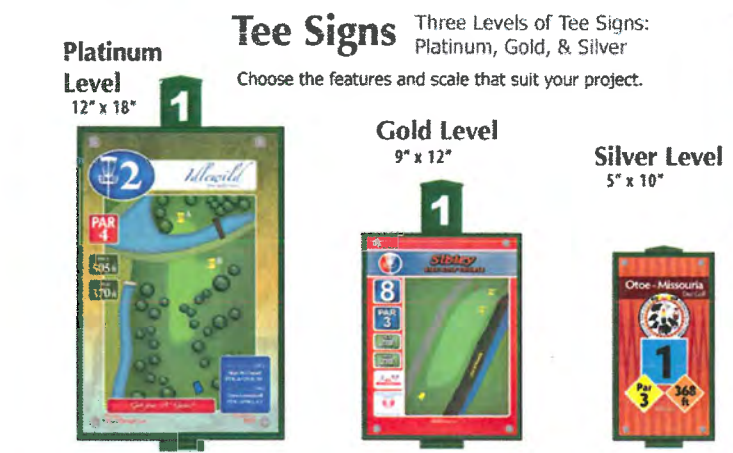 Tee Signs
Three Levels of Tee Signs:
Platinum, Gold, & Silver
Choose the features and scale that suit your project.
Platinum
Level
12" x 18"
1
2
Idlewild
PAR
4
505 ft
370 ft
Gold Level
9" x 12"
1
Sibley
8
PAR
3
Silver Level
5" x 10"
Otoe - Missouria
Disc Golf
1
Par
3
368
ft